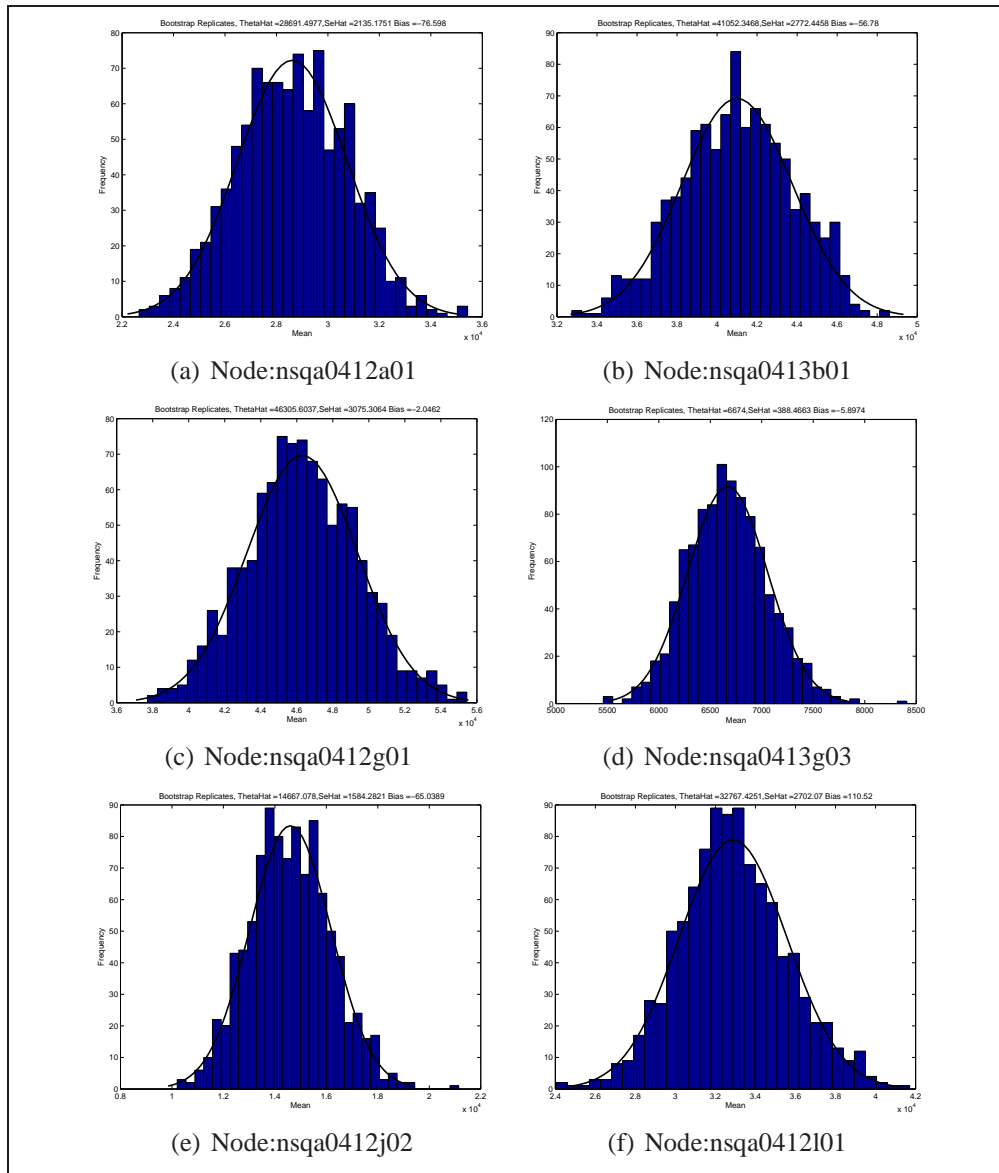 Bootstrap Replicates, ThetaHat =28691.4977,SeHat =2135.1751 Bias =−76.598
80
70
60
50
40
30
20
10
0
Frequency
2.2 2.4 2.6 2.8 3 3.2 3.4 3.6
x 10⁴
Mean
(a) Node:nsqa0412a01
Bootstrap Replicates, ThetaHat =41052.3468,SeHat =2772.4458 Bias =−56.78
90
80
70
60
50
40
30
20
10
0
Frequency
3.2 3.4 3.6 3.8 4 4.2 4.4 4.6 4.8 5
x 10⁴
Mean
(b) Node:nsqa0413b01
Bootstrap Replicates, ThetaHat =46305.6037,SeHat =3075.3064 Bias =−2.0462
80
70
60
50
40
30
20
10
0
Frequency
3.6 3.8 4 4.2 4.4 4.6 4.8 5 5.2 5.4 5.6
x 10⁴
Mean
(c) Node:nsqa0412g01
Bootstrap Replicates, ThetaHat =6674,SeHat =388.4663 Bias =−5.8974
120
100
80
60
40
20
0
Frequency
5000 5500 6000 6500 7000 7500 8000 8500
Mean
(d) Node:nsqa0413g03
Bootstrap Replicates, ThetaHat =14667.078,SeHat =1584.2821 Bias =−65.0389
90
80
70
60
50
40
30
20
10
0
Frequency
0.8 1 1.2 1.4 1.6 1.8 2 2.2
x 10⁴
Mean
(e) Node:nsqa0412j02
Bootstrap Replicates, ThetaHat =32767.4251,SeHat =2702.07 Bias =110.52
90
80
70
60
50
40
30
20
10
0
Frequency
2.4 2.6 2.8 3 3.2 3.4 3.6 3.8 4 4.2
x 10⁴
Mean
(f) Node:nsqa0412l01